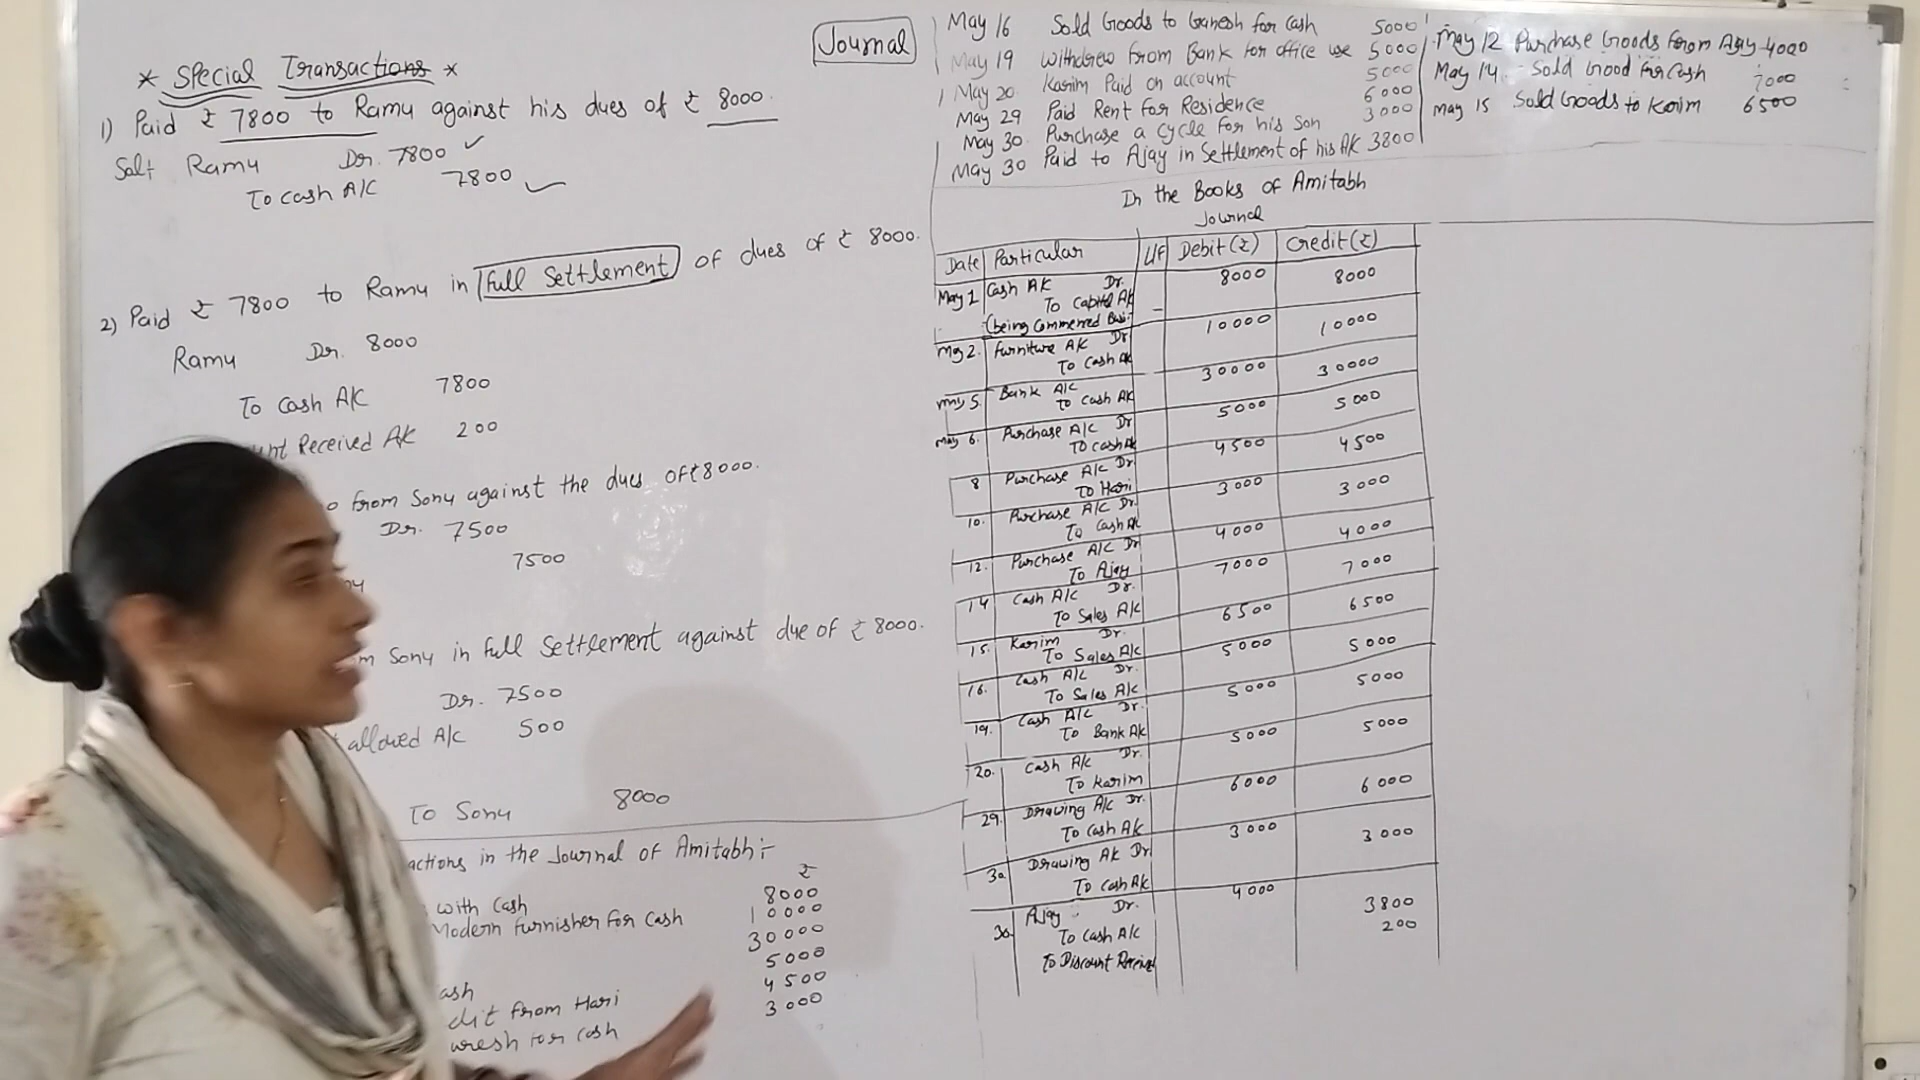 Journal
* Special Transactions *
1) Paid ₹ 7800 to Ramu against his dues of ₹ 8000.
Solt Ramu Dr. 7800 ✓
To cash A/c 7800
2) Paid ₹ 7800 to Ramu in full Settlement of dues of ₹ 8000.
Ramu Dr. 8000
To Cash A/c 7800
Received A/c 200
from Sonu against the dues of ₹ 8000.
Dr. 7500
7500
Sonu in full Settlement against due of ₹ 8000.
Dr. 7500
allowed A/c 500
To Sonu 8000
actions in the Journal of Amitabh:-
₹
with Cash 8000
Modern furnisher for Cash 10000
30000
ash 5000
dit from Hari 4500
uresh for cash 3000
May 16 Sold Goods to Ganesh for Cash 5000
May 19 Withdrew from Bank for office use 5000
May 20 Karim Paid on account 5000
May 29 Paid Rent for Residence 6000
May 30 Purchase a cycle for his Son 3000
May 30 Paid to Ajay in Settlement of his A/c 3800
May 12 Purchase Goods from Ajay 4000
May 14 Sold Good for Cash 7000
May 15 Sold Goods to Karim 6500
In the Books of Amitabh
Journal
Date Particular L/F Debit (₹) Credit (₹)
May 1 Cash A/c Dr. 8000 8000
To Capital A/c
(being Commenced Busi.
May 2. Furniture A/c Dr 10000 10000
To Cash A/c
May 5. Bank A/c 30000 30000
To Cash A/c
May 6. Purchase A/c Dr 5000 5000
To cash A/c
8 Purchase A/c Dr 4500 4500
To Hari
10. Purchase A/c Dr. 3000 3000
To Cash A/c
12. Purchase A/c Dr 4000 4000
To Ajay
14 Cash A/c Dr. 7000 7000
To Sales A/c
15. Karim Dr. 6500 6500
To Sales A/c
16. Cash A/c Dr. 5000 5000
To Sales A/c
19. Cash A/c Dr. 5000 5000
To Bank A/c
20. Cash A/c Dr. 5000 5000
To Karim
29. Drawing A/c Dr. 6000 6000
To Cash A/c
30 Drawing A/c Dr 3000 3000
To cash A/c
30. Ajay Dr. 4000
To Cash A/c 3800
To Discount Received 200